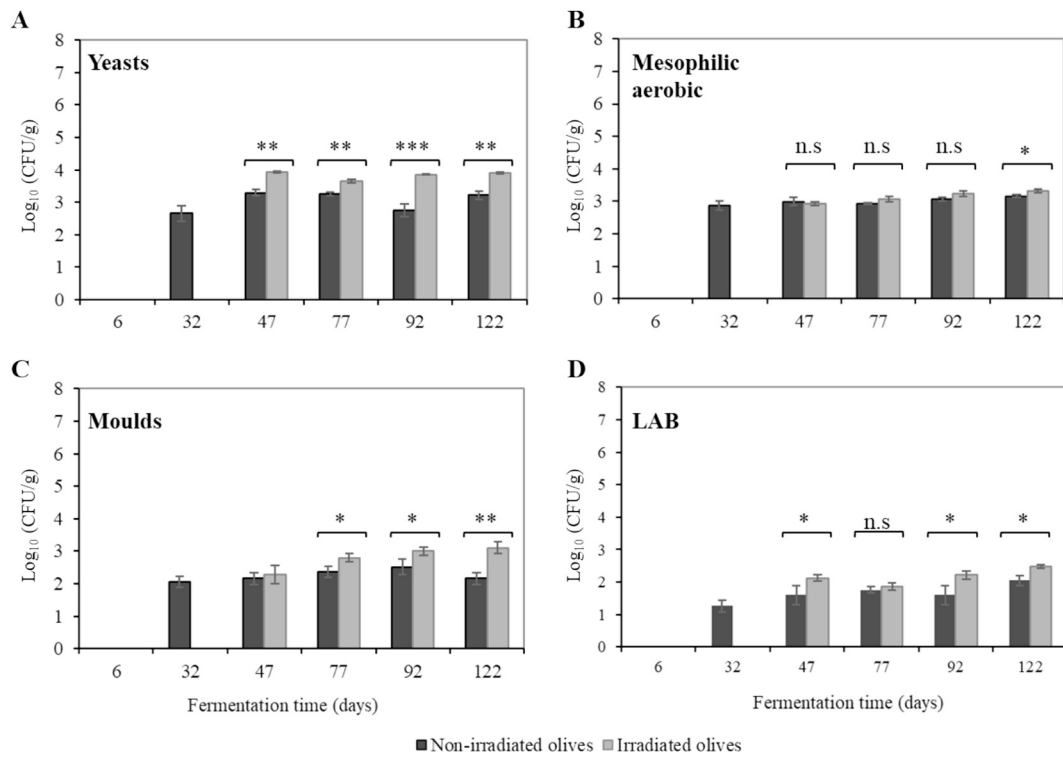 A
Yeasts
Log10 (CFU/g)
8
7
6
5
4
3
2
1
0
** ** *** **
6 32 47 77 92 122
B
Mesophilic
aerobic
Log10 (CFU/g)
8
7
6
5
4
3
2
1
0
n.s n.s n.s *
6 32 47 77 92 122
C
Moulds
Log10 (CFU/g)
8
7
6
5
4
3
2
1
0
* * **
6 32 47 77 92 122
Fermentation time (days)
D
LAB
Log10 (CFU/g)
8
7
6
5
4
3
2
1
0
* n.s * *
6 32 47 77 92 122
Fermentation time (days)
Non-irradiated olives Irradiated olives